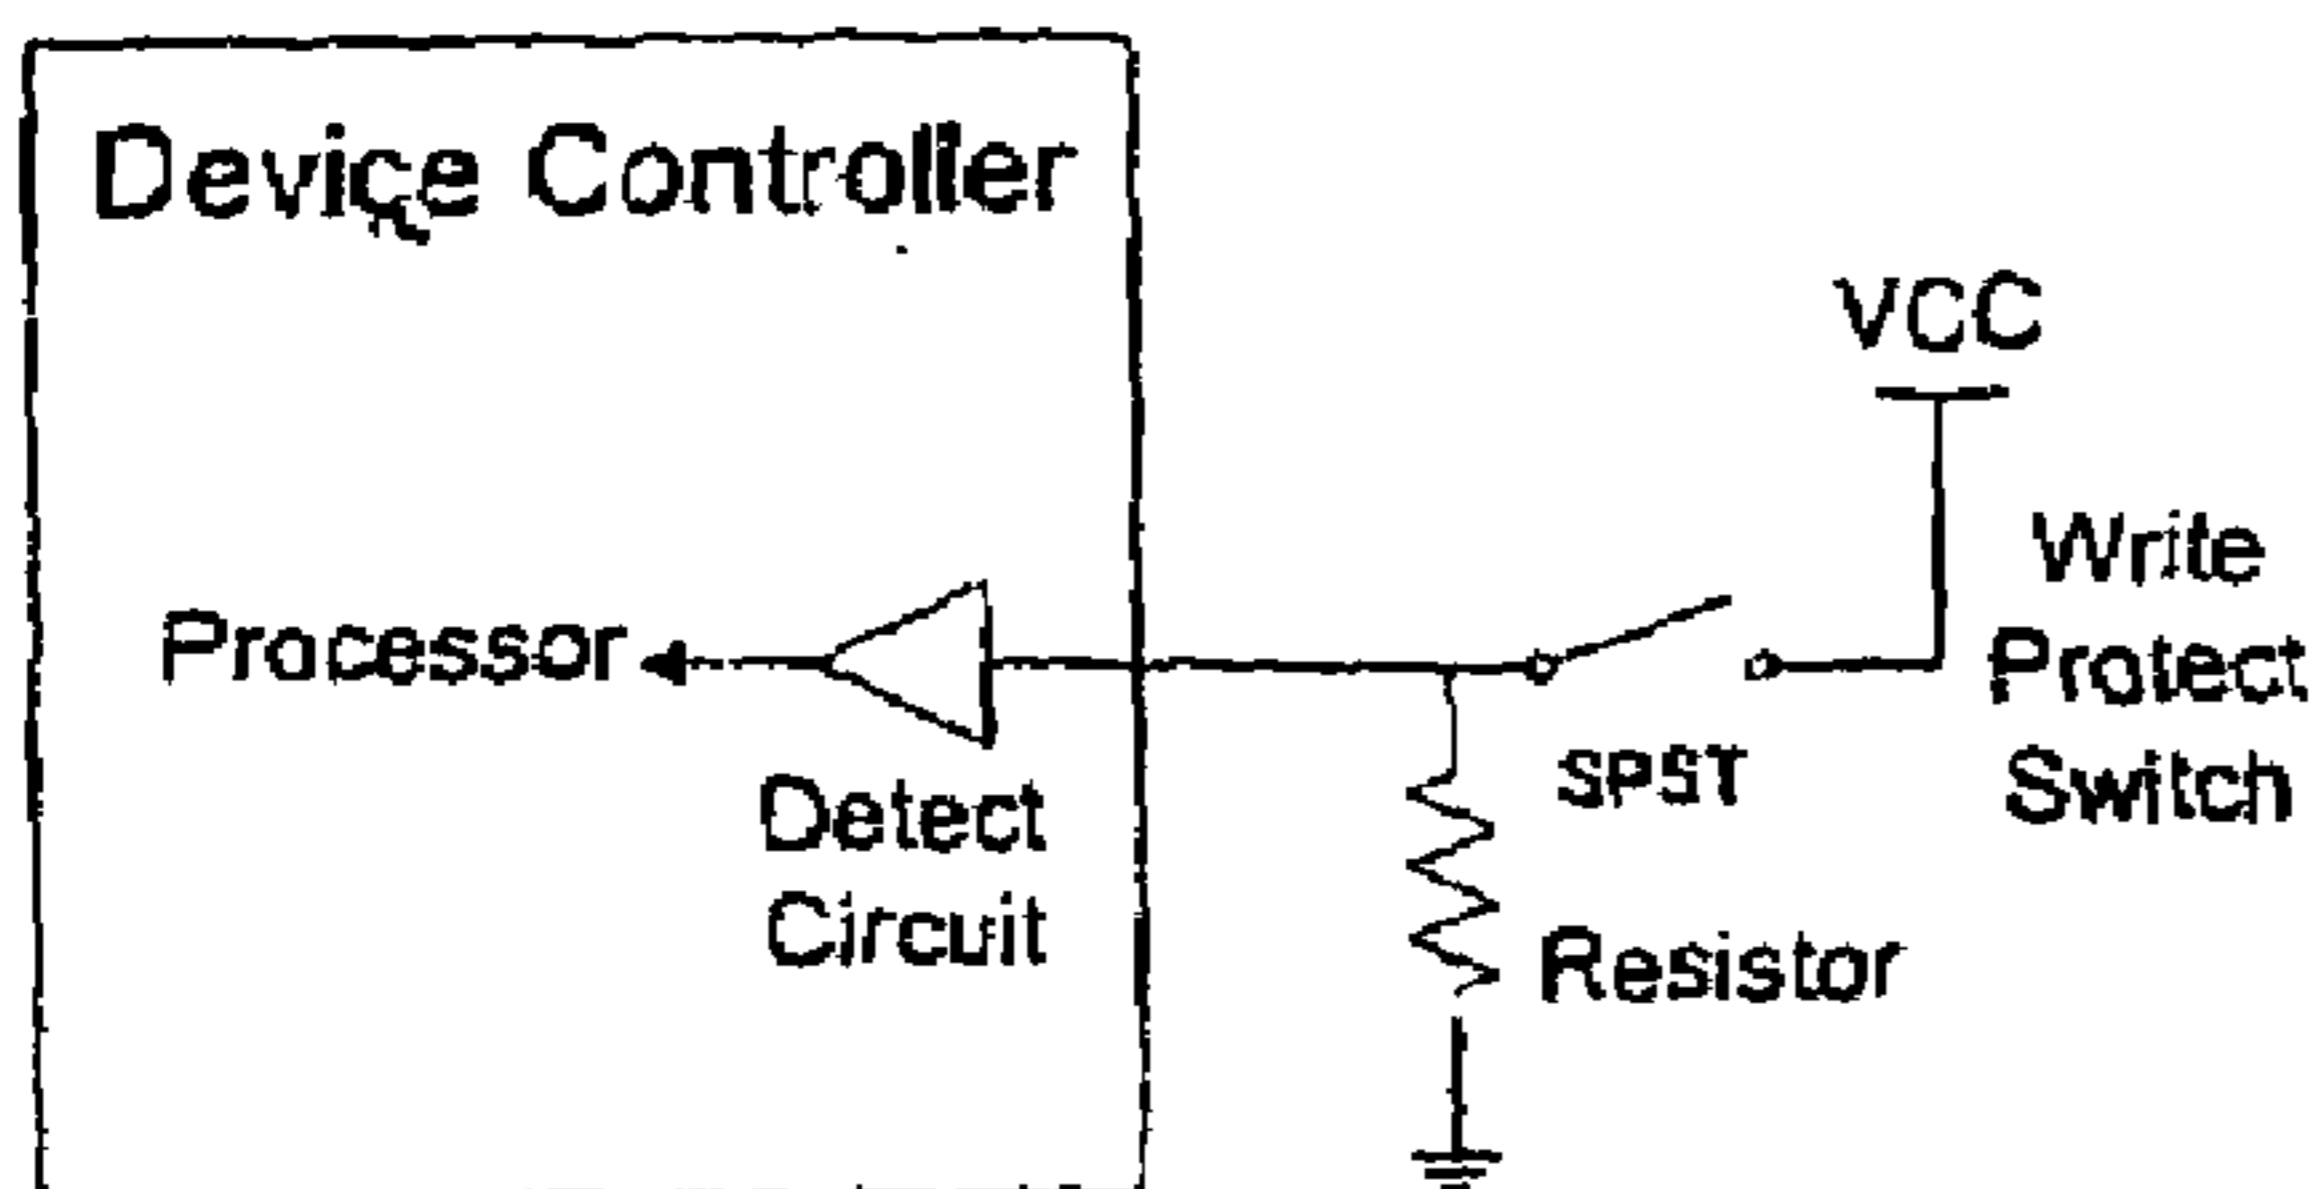 Device Controller
VCC
Write
Protect
Switch
Processor
SPST
Detect
Circuit
Resistor